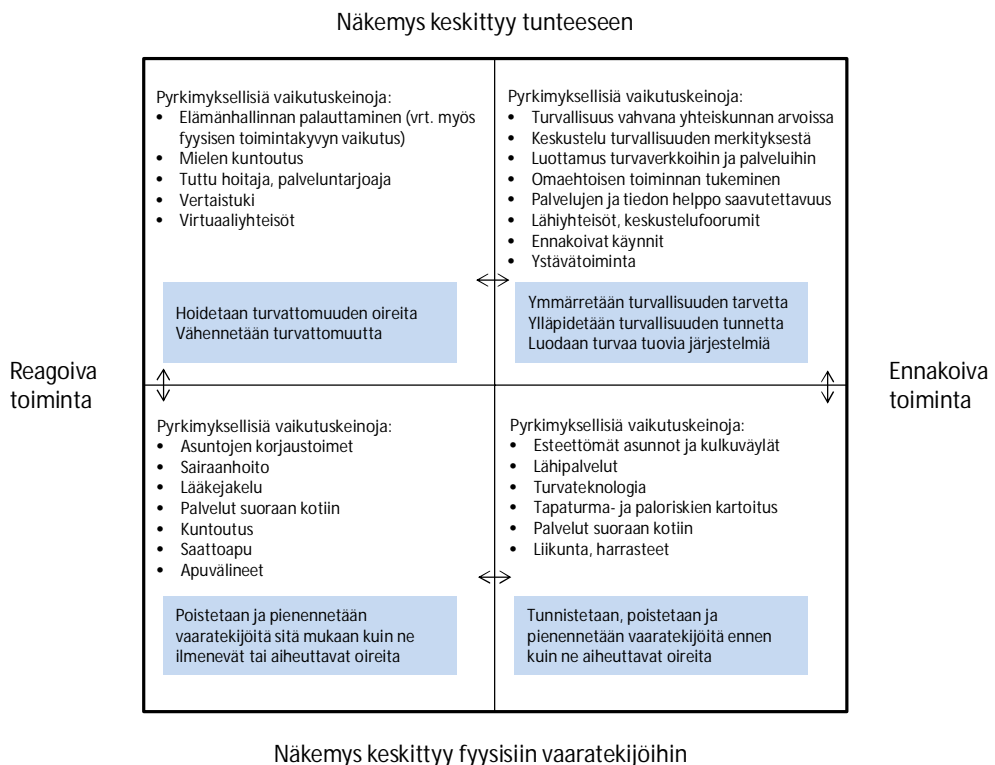 Näkemys keskittyy tunteeseen
Pyrkimyksellisiä vaikutuskeinoja:
• Elämänhallinnan palauttaminen (vrt. myös
fyysisen toimintakyvyn vaikutus)
• Mielen kuntoutus
• Tuttu hoitaja, palveluntarjoaja
• Vertaistuki
• Virtuaaliyhteisöt
Hoidetaan turvattomuuden oireita
Vähennetään turvattomuutta
Pyrkimyksellisiä vaikutuskeinoja:
• Turvallisuus vahvana yhteiskunnan arvoissa
• Keskustelu turvallisuuden merkityksestä
• Luottamus turvaverkkoihin ja palveluihin
• Omaehtoisen toiminnan tukeminen
• Palvelujen ja tiedon helppo saavutettavuus
• Lähiyhteisöt, keskustelufoorumit
• Ennakoivat käynnit
• Ystävätoiminta
Ymmärretään turvallisuuden tarvetta
Ylläpidetään turvallisuuden tunnetta
Luodaan turvaa tuovia järjestelmiä
Reagoiva
toiminta
Ennakoiva
toiminta
Pyrkimyksellisiä vaikutuskeinoja:
• Asuntojen korjaustoimet
• Sairaanhoito
• Lääkejakelu
• Palvelut suoraan kotiin
• Kuntoutus
• Saattoapu
• Apuvälineet
Poistetaan ja pienennetään
vaaratekijöitä sitä mukaan kuin ne
ilmenevät tai aiheuttavat oireita
Pyrkimyksellisiä vaikutuskeinoja:
• Esteettömät asunnot ja kulkuväylät
• Lähipalvelut
• Turvateknologia
• Tapaturma- ja paloriskien kartoitus
• Palvelut suoraan kotiin
• Liikunta, harrasteet
Tunnistetaan, poistetaan ja
pienennetään vaaratekijöitä ennen
kuin ne aiheuttavat oireita
Näkemys keskittyy fyysisiin vaaratekijöihin